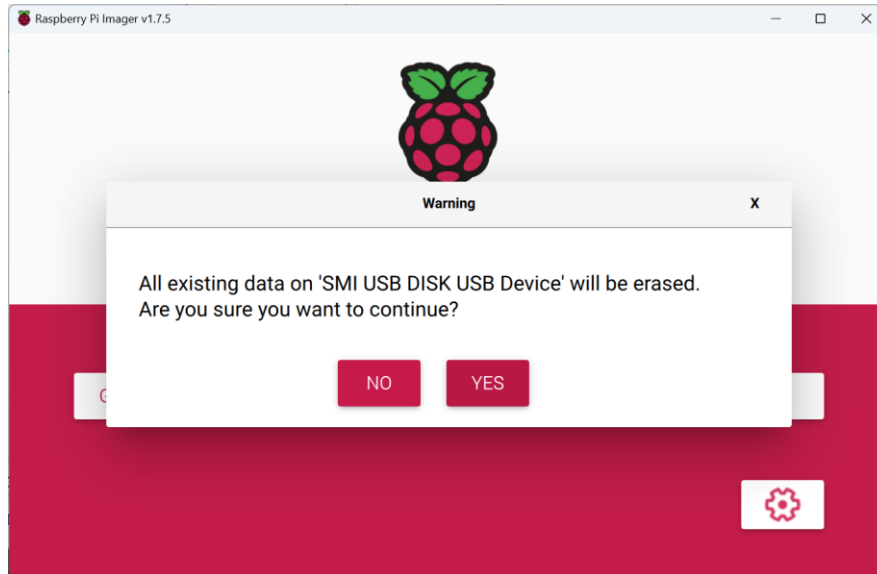 Raspberry Pi Imager v1.7.5
Warning
X
All existing data on 'SMI USB DISK USB Device' will be erased.
Are you sure you want to continue?
NO
YES